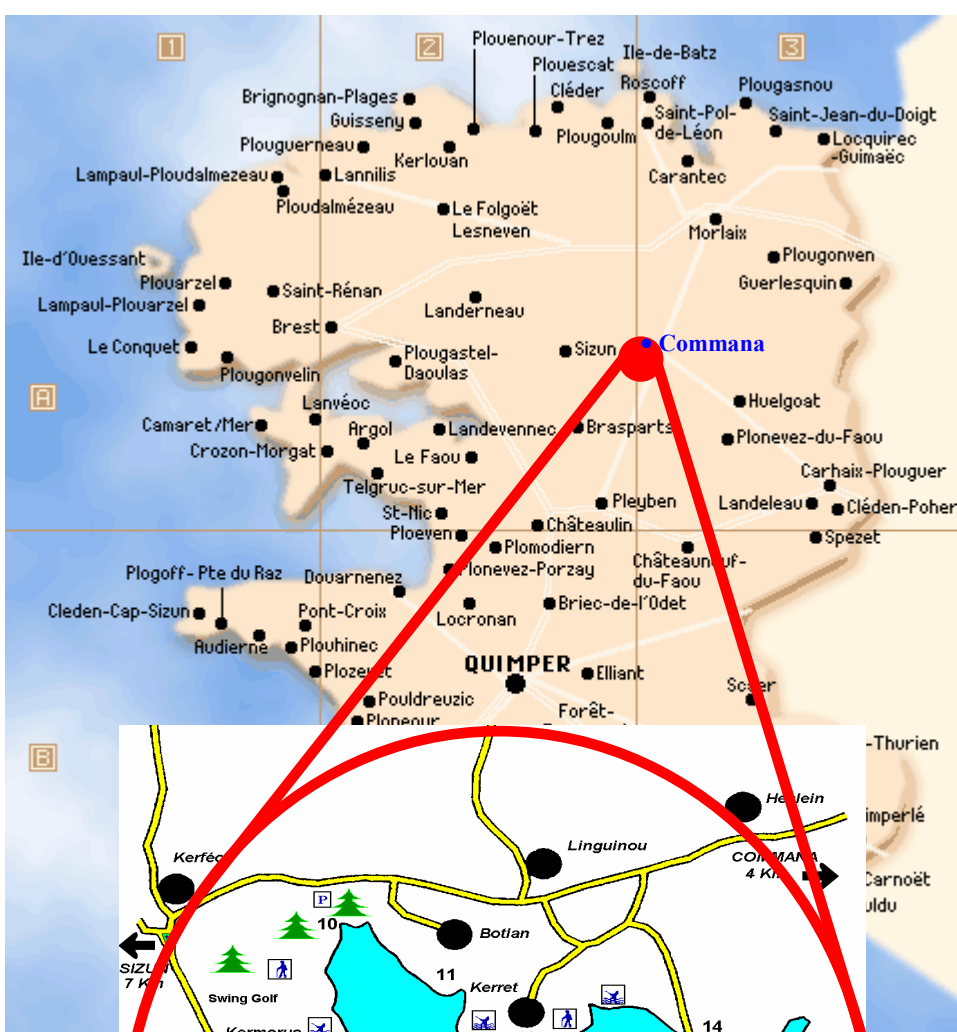 1
2
3
Plouenour-Trez
Plouescat
Ile-de-Batz
Brignognan-Plages
Cléder
Roscoff
Plougasnou
Guisseny
Plougoulm
Saint-Pol-
de-Léon
Saint-Jean-du-Doigt
Plouguerneau
Kerlouan
Locquirec
-Guimaëc
Lampaul-Ploudalmezeau
Lannilis
Carantec
Ploudalmézeau
Le Folgoët
Lesneven
Morlaix
Ile-d'Ouessant
Plougonven
Plouarzel
Saint-Rénan
Guerlesquin
Lampaul-Plouarzel
Landerneau
Brest
Le Conquet
Plougonvelin
Plougastel-
Daoulas
Sizun
Commana
A
Lanvéoc
Huelgoat
Camaret/Mer
Argol
Landevennec
Brasparts
Plonevez-du-Faou
Crozon-Morgat
Le Faou
Telgruc-sur-Mer
Carhaix-Plouguer
St-Nic
Pleyben
Landeleau
Cléden-Poher
Ploeven
Châteaulin
Spezet
Plomodiern
Châteauneuf-
du-Faou
Plogoff- Pte du Raz
Douarnenez
Plonevez-Porzay
Cleden-Cap-Sizun
Pont-Croix
Locronan
Briec-de-l'Odet
Audierne
Plouhinec
QUIMPER
Elliant
Pouldreuzic
Forêt-
Ploneour
B
-Thurien
Linguinou
COMMANA
4 Km
P
10
Botlan
SIZUN
7 Km
11
Swing Golf
Kerret
14